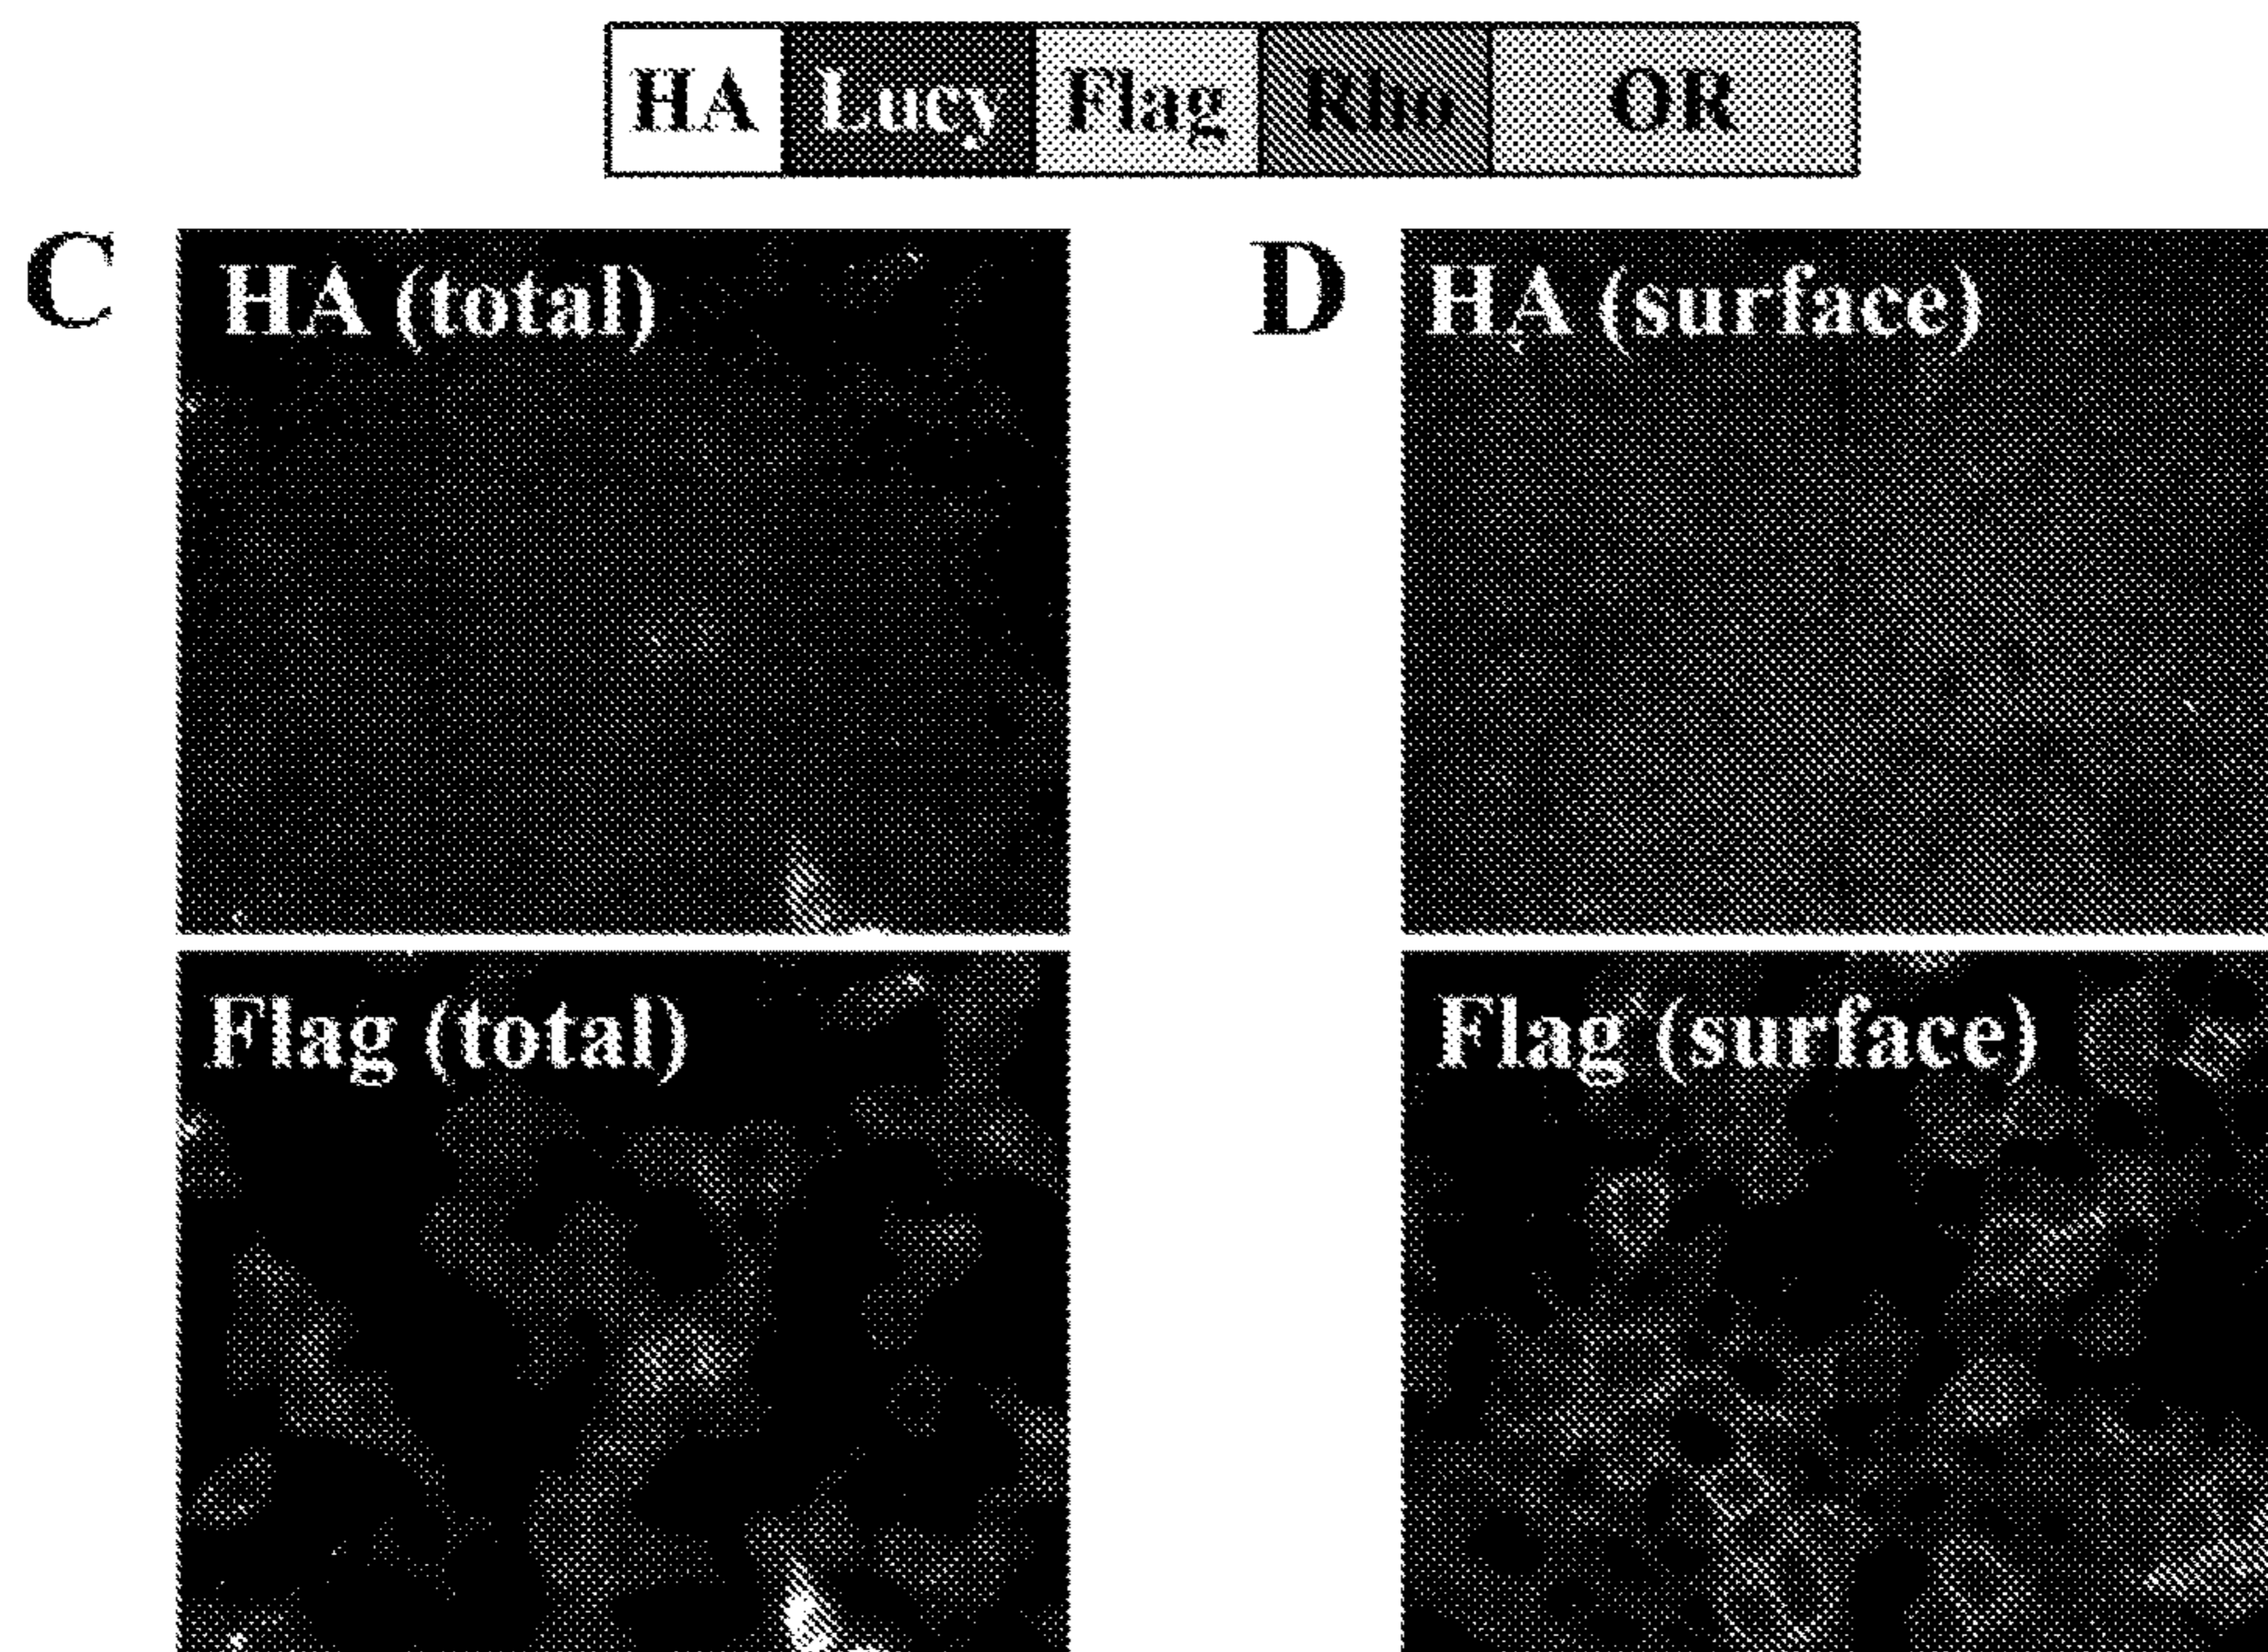 HA Lucy Flag Rho OR
C HA (total) D HA (surface)
Flag (total) Flag (surface)